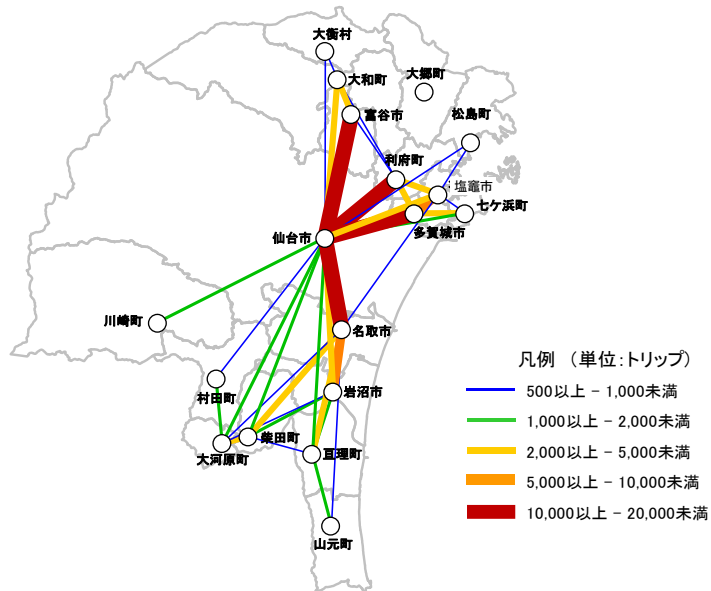 大衡村
大和町
大郷町
富谷市
松島町
利府町
塩竈市
七ケ浜町
多賀城市
仙台市
川崎町
名取市
凡例 (単位:トリップ)
500以上 - 1,000未満
1,000以上 - 2,000未満
2,000以上 - 5,000未満
5,000以上 - 10,000未満
10,000以上 - 20,000未満
岩沼市
村田町
柴田町
大河原町
亘理町
山元町